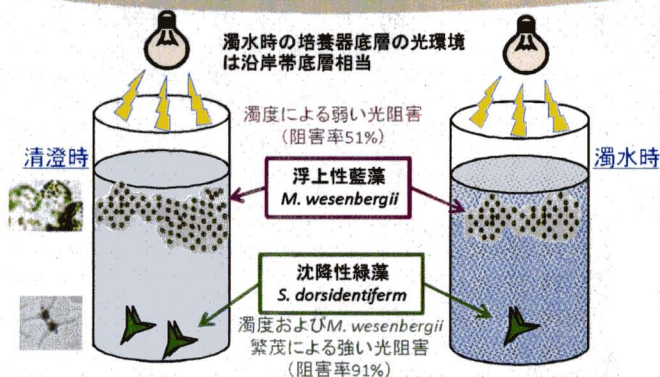 濁水時の培養器底層の光環境
は沿岸帯底層相当
濁度による弱い光阻害
（阻害率51%）
清澄時
濁水時
浮上性藍藻
M. wesenbergii
沈降性緑藻
S. dorsidentiferm
濁度およびM. wesenbergii
繁茂による強い光阻害
（阻害率91%）